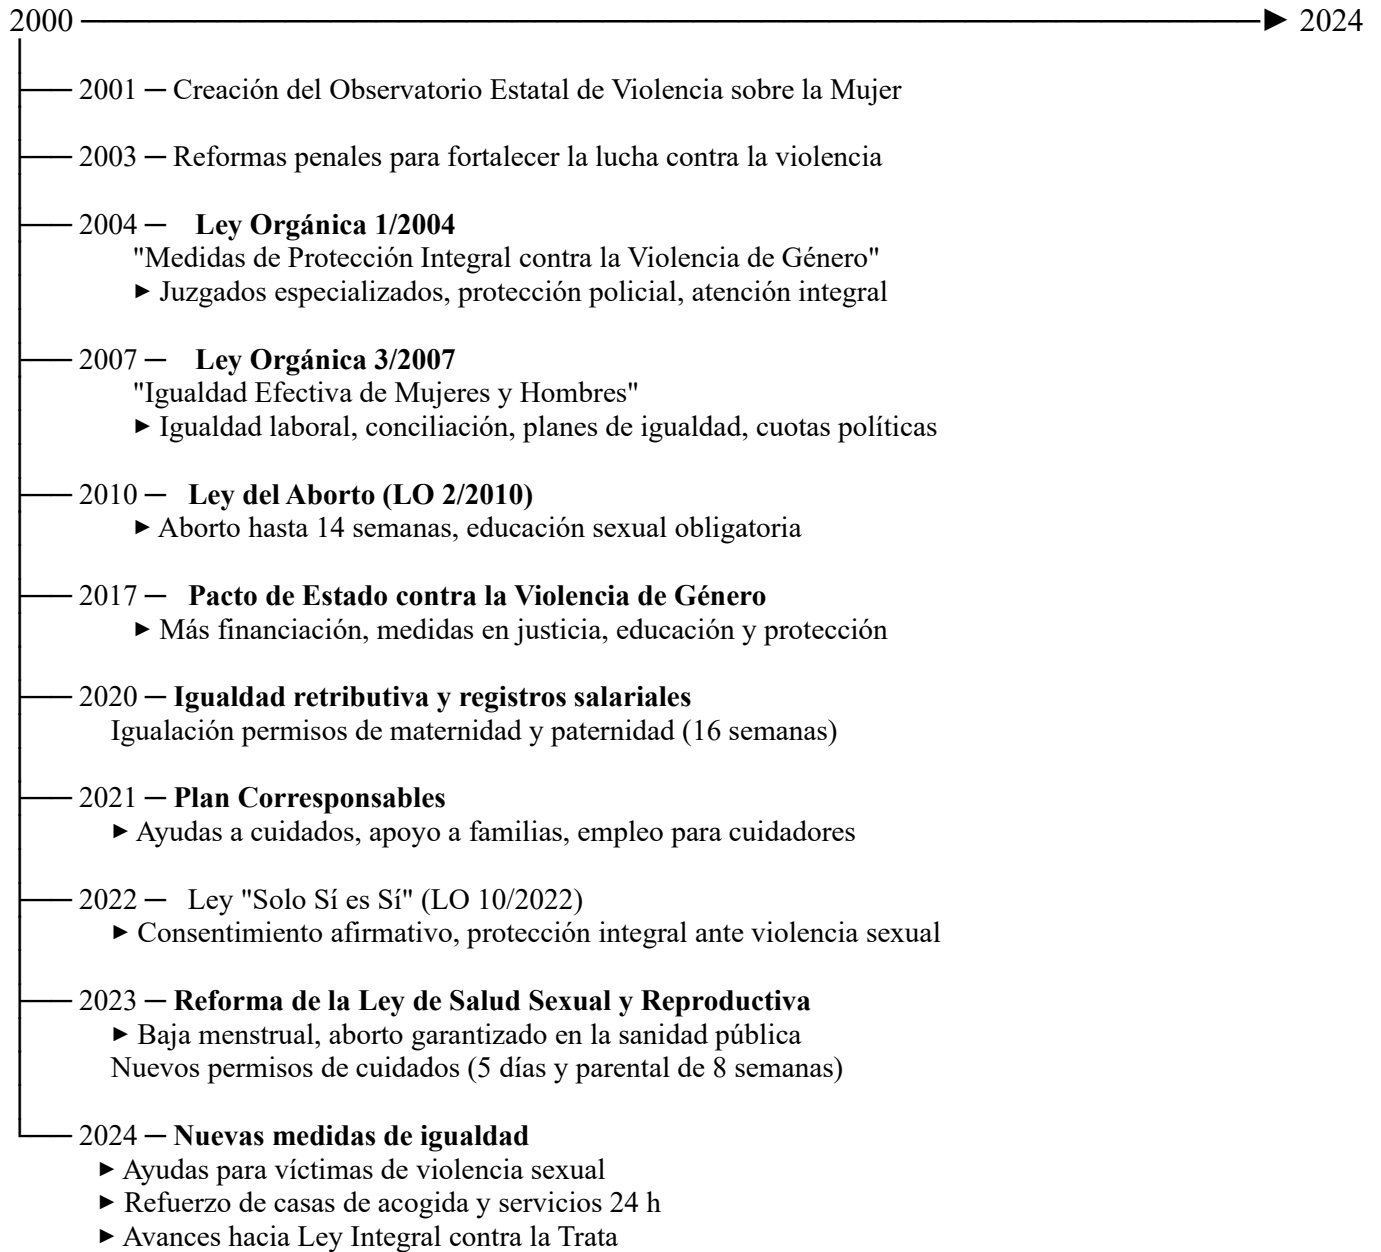 2000 ► 2024
2001 — Creación del Observatorio Estatal de Violencia sobre la Mujer
2003 — Reformas penales para fortalecer la lucha contra la violencia
2004 — Ley Orgánica 1/2004
"Medidas de Protección Integral contra la Violencia de Género"
► Juzgados especializados, protección policial, atención integral
2007 — Ley Orgánica 3/2007
"Igualdad Efectiva de Mujeres y Hombres"
► Igualdad laboral, conciliación, planes de igualdad, cuotas políticas
2010 — Ley del Aborto (LO 2/2010)
► Aborto hasta 14 semanas, educación sexual obligatoria
2017 — Pacto de Estado contra la Violencia de Género
► Más financiación, medidas en justicia, educación y protección
2020 — Igualdad retributiva y registros salariales
Igualación permisos de maternidad y paternidad (16 semanas)
2021 — Plan Corresponsables
► Ayudas a cuidados, apoyo a familias, empleo para cuidadores
2022 — Ley "Solo Sí es Sí" (LO 10/2022)
► Consentimiento afirmativo, protección integral ante violencia sexual
2023 — Reforma de la Ley de Salud Sexual y Reproductiva
► Baja menstrual, aborto garantizado en la sanidad pública
Nuevos permisos de cuidados (5 días y parental de 8 semanas)
2024 — Nuevas medidas de igualdad
► Ayudas para víctimas de violencia sexual
► Refuerzo de casas de acogida y servicios 24 h
► Avances hacia Ley Integral contra la Trata